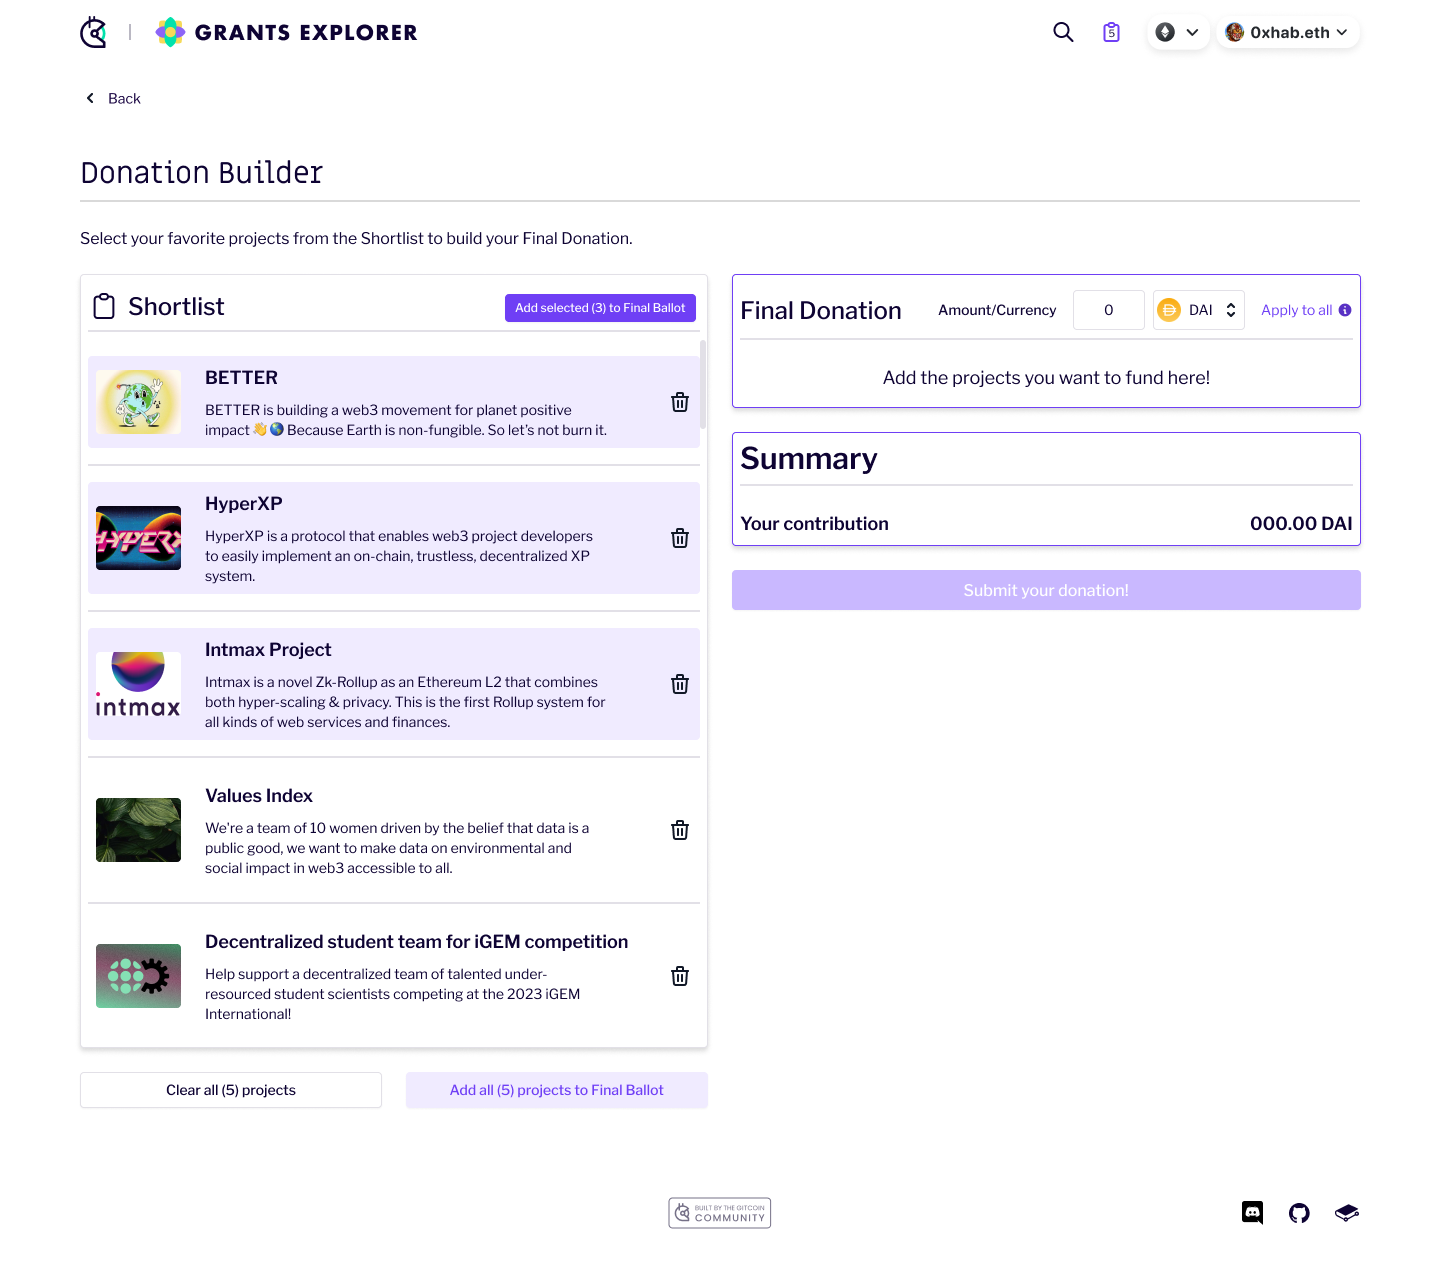 GRANTS EXPLORER
5
0xhab.eth
Back
Donation Builder
Select your favorite projects from the Shortlist to build your Final Donation.
Shortlist
Add selected (3) to Final Ballot
BETTER
BETTER is building a web3 movement for planet positive
impact 👋🌎 Because Earth is non-fungible. So let's not burn it.
HYPERX
HyperXP
HyperXP is a protocol that enables web3 project developers
to easily implement an on-chain, trustless, decentralized XP
system.
intmax
Intmax Project
Intmax is a novel Zk-Rollup as an Ethereum L2 that combines
both hyper-scaling & privacy. This is the first Rollup system for
all kinds of web services and finances.
Values Index
We're a team of 10 women driven by the belief that data is a
public good, we want to make data on environmental and
social impact in web3 accessible to all.
Decentralized student team for iGEM competition
Help support a decentralized team of talented under-
resourced student scientists competing at the 2023 iGEM
International!
Clear all (5) projects
Add all (5) projects to Final Ballot
Final Donation
Amount/Currency
0
DAI
Apply to all
Add the projects you want to fund here!
Summary
Your contribution
000.00 DAI
Submit your donation!
BUILT BY THE GITCOIN
COMMUNITY